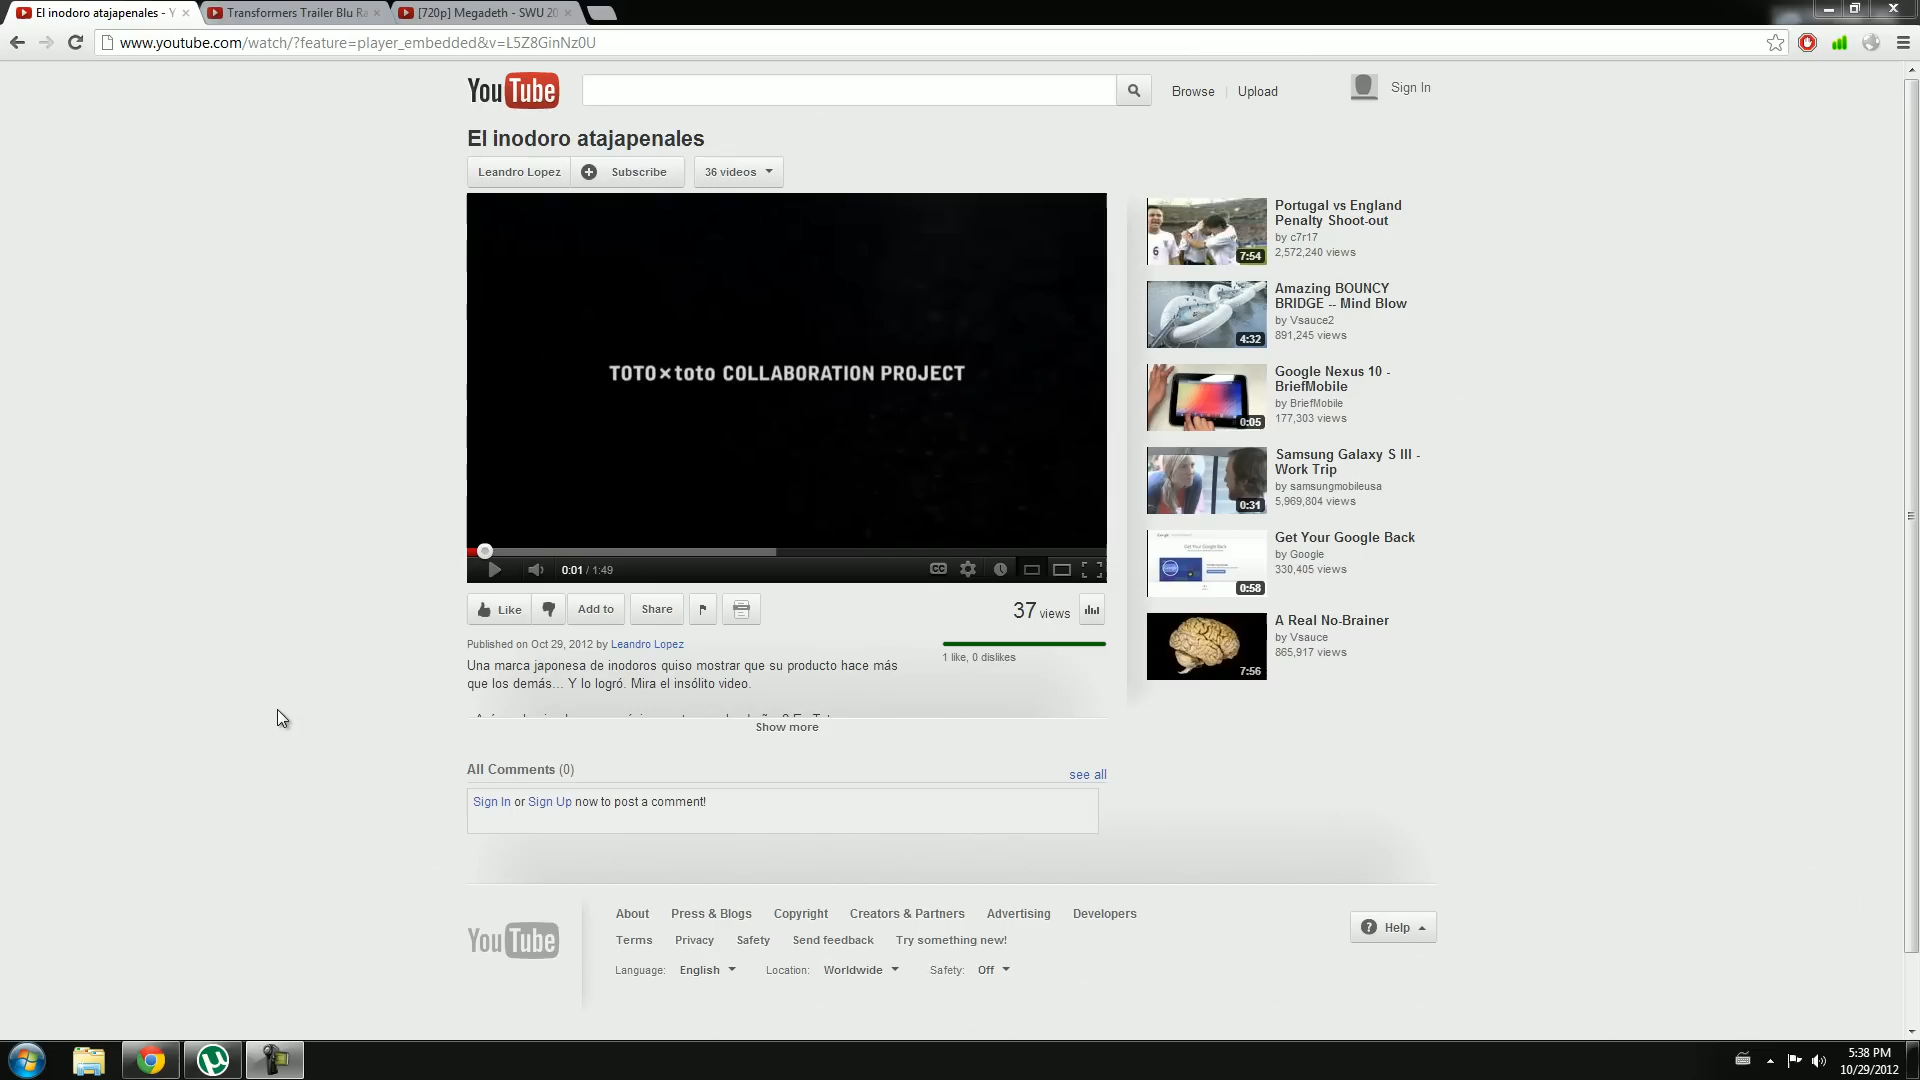 El inodoro atajapenales - Y
Transformers Trailer Blu Ra
[720p] Megadeth - SWU 20
www.youtube.com/watch/?feature=player_embedded&v=L5Z8GinNz0U
YouTube
Browse
Upload
Sign In
El inodoro atajapenales
Leandro Lopez
Subscribe
36 videos
TOTO×toto COLLABORATION PROJECT
0:01 / 1:49
CC
Like
Add to
Share
37 views
Published on Oct 29, 2012 by Leandro Lopez
1 like, 0 dislikes
Una marca japonesa de inodoros quiso mostrar que su producto hace más
que los demás... Y lo logró. Mira el insólito video.
Show more
All Comments (0)
see all
Sign In or Sign Up now to post a comment!
Portugal vs England
Penalty Shoot-out
by c7r17
2,572,240 views
6
7:54
Amazing BOUNCY
BRIDGE -- Mind Blow
by Vsauce2
891,245 views
4:32
Google Nexus 10 -
BriefMobile
by BriefMobile
177,303 views
0:05
Samsung Galaxy S III -
Work Trip
by samsungmobileusa
5,969,804 views
0:31
Get Your Google Back
by Google
330,405 views
0:58
A Real No-Brainer
by Vsauce
865,917 views
7:56
YouTube
About
Press & Blogs
Copyright
Creators & Partners
Advertising
Developers
Terms
Privacy
Safety
Send feedback
Try something new!
Language: English
Location: Worldwide
Safety: Off
Help
5:38 PM
10/29/2012